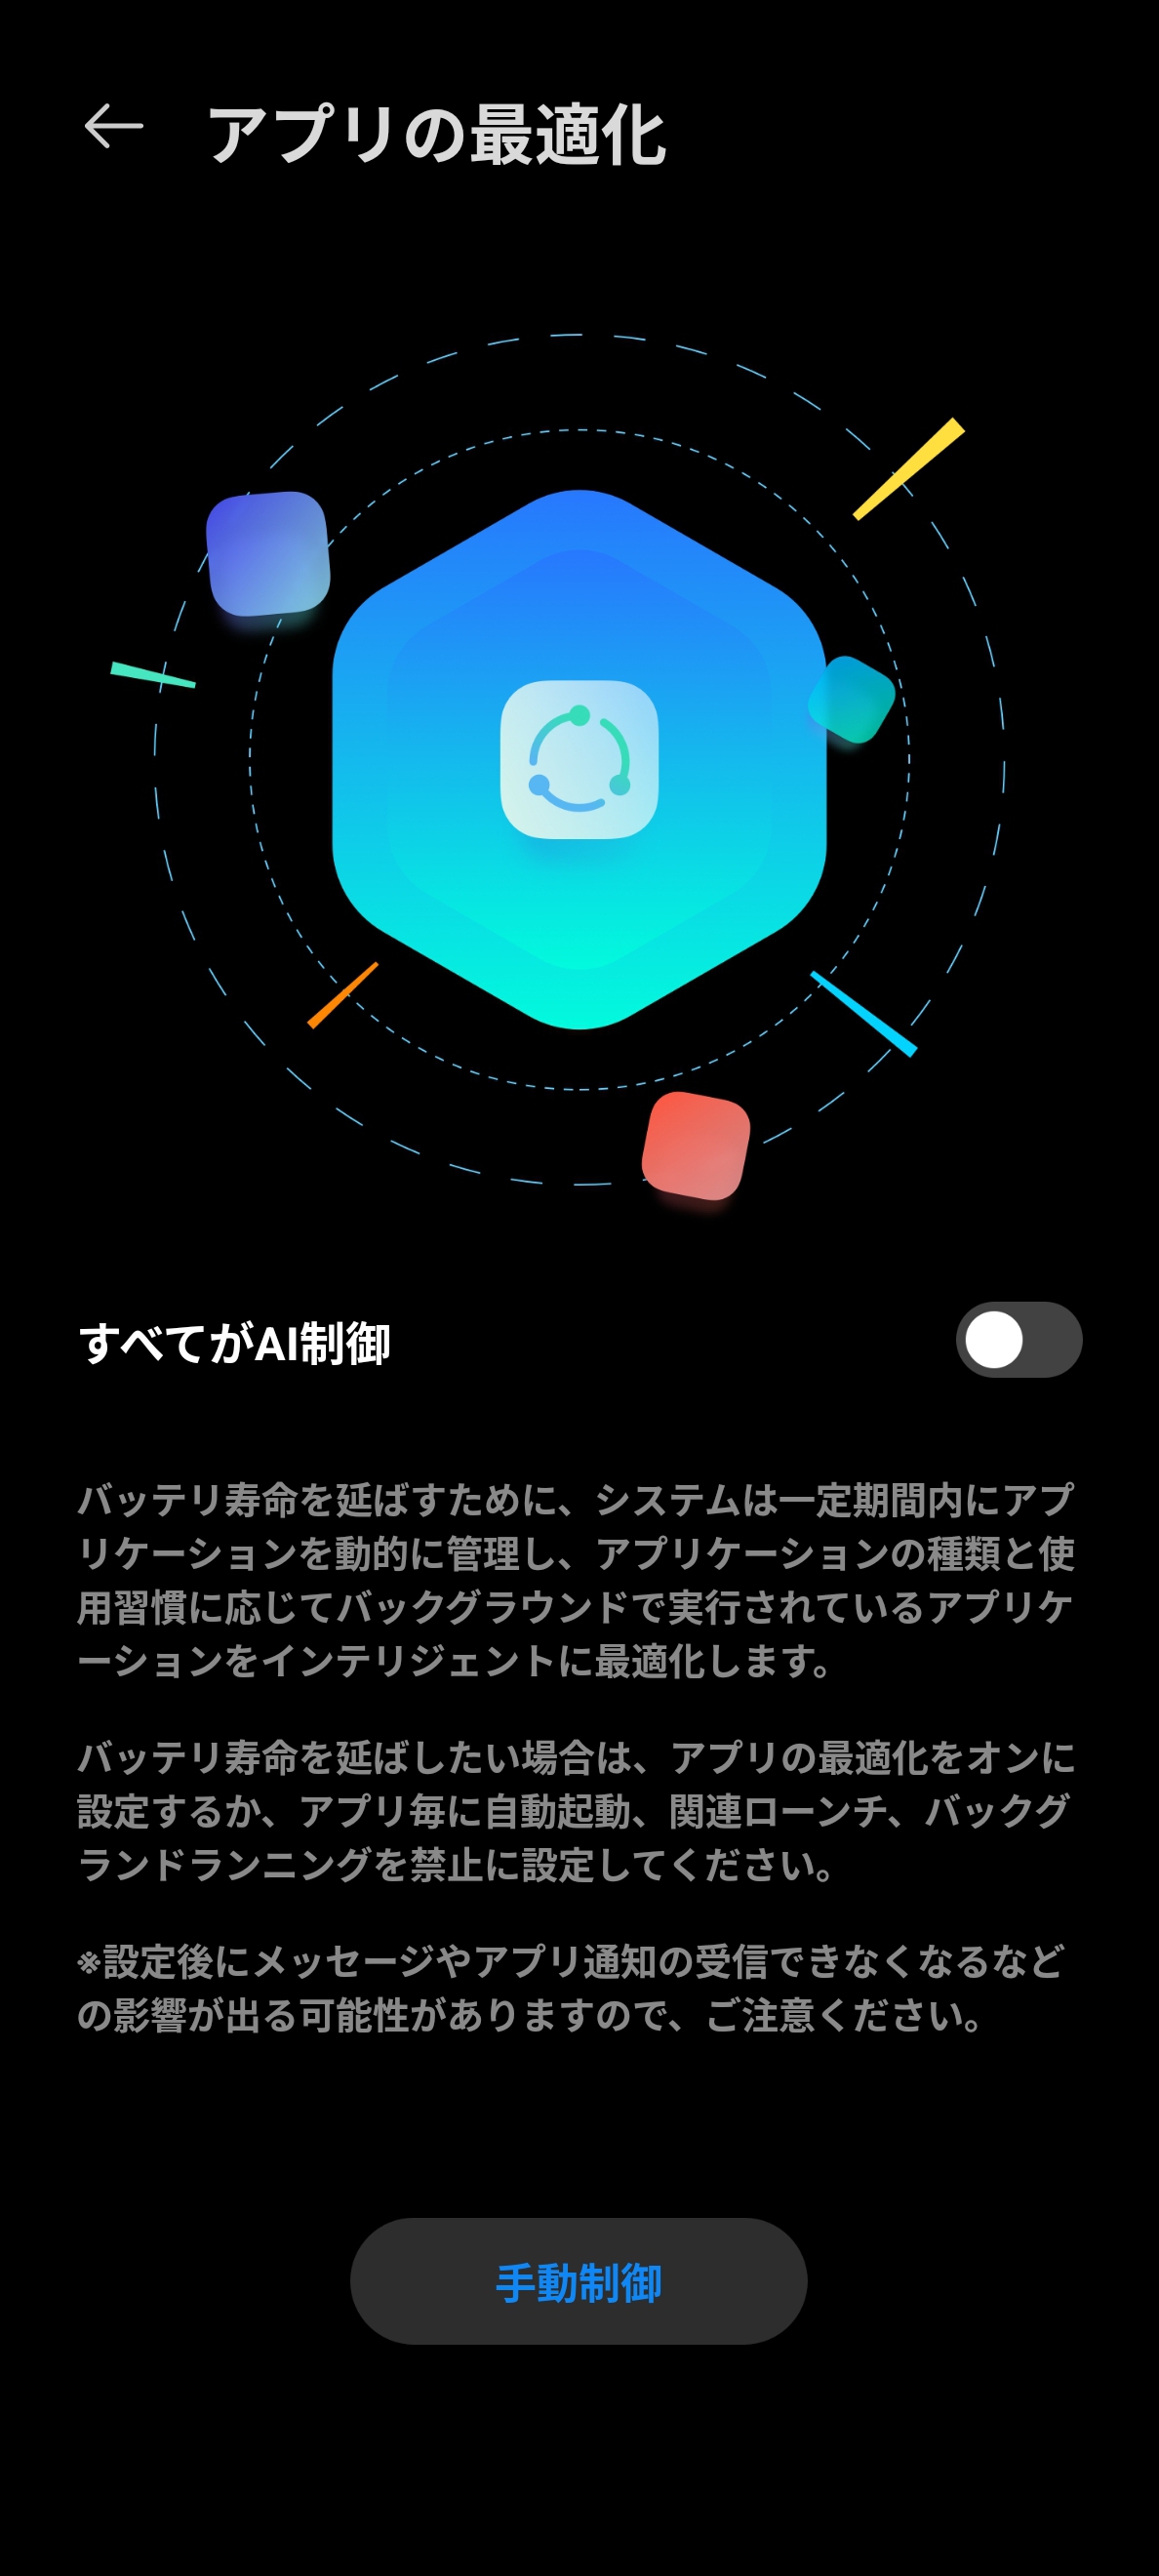 アプリの最適化
すべてがAI制御
バッテリ寿命を延ばすために、システムは一定期間内にアプ
リケーションを動的に管理し、アプリケーションの種類と使
用習慣に応じてバックグラウンドで実行されているアプリケ
ーションをインテリジェントに最適化します。
バッテリ寿命を延ばしたい場合は、アプリの最適化をオンに
設定するか、アプリ毎に自動起動、関連ローンチ、バックグ
ランドランニングを禁止に設定してください。
※設定後にメッセージやアプリ通知の受信できなくなるなど
の影響が出る可能性がありますので、ご注意ください。
手動制御